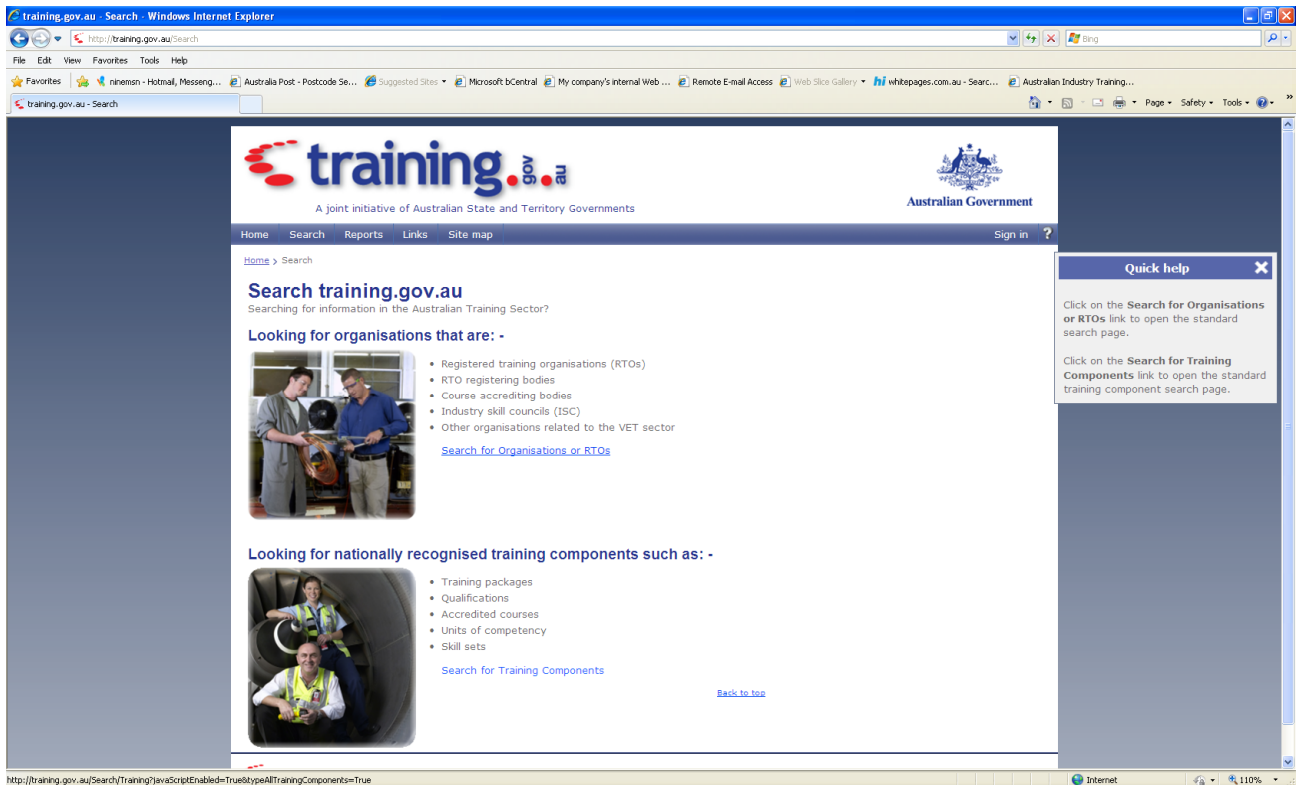 training.gov.au - Search - Windows Internet Explorer
http://training.gov.au/Search
Bing
File Edit View Favorites Tools Help
Favorites ninemsn - Hotmail, Messeng... Australia Post - Postcode Se... Suggested Sites Microsoft bCentral My company's internal Web ... Remote E-mail Access Web Slice Gallery hi whitepages.com.au - Searc... Australian Industry Training...
training.gov.au - Search
Page Safety Tools »
training.gov.au
A joint initiative of Australian State and Territory Governments
Australian Government
Home Search Reports Links Site map Sign in ?
Home > Search
Search training.gov.au
Searching for information in the Australian Training Sector?
Looking for organisations that are: -
• Registered training organisations (RTOs)
• RTO registering bodies
• Course accrediting bodies
• Industry skill councils (ISC)
• Other organisations related to the VET sector
Search for Organisations or RTOs
Looking for nationally recognised training components such as: -
• Training packages
• Qualifications
• Accredited courses
• Units of competency
• Skill sets
Search for Training Components
Back to top
Quick help
Click on the Search for Organisations
or RTOs link to open the standard
search page.
Click on the Search for Training
Components link to open the standard
training component search page.
http://training.gov.au/Search/Training?javaScriptEnabled=True&typeAllTrainingComponents=True
Internet
110%